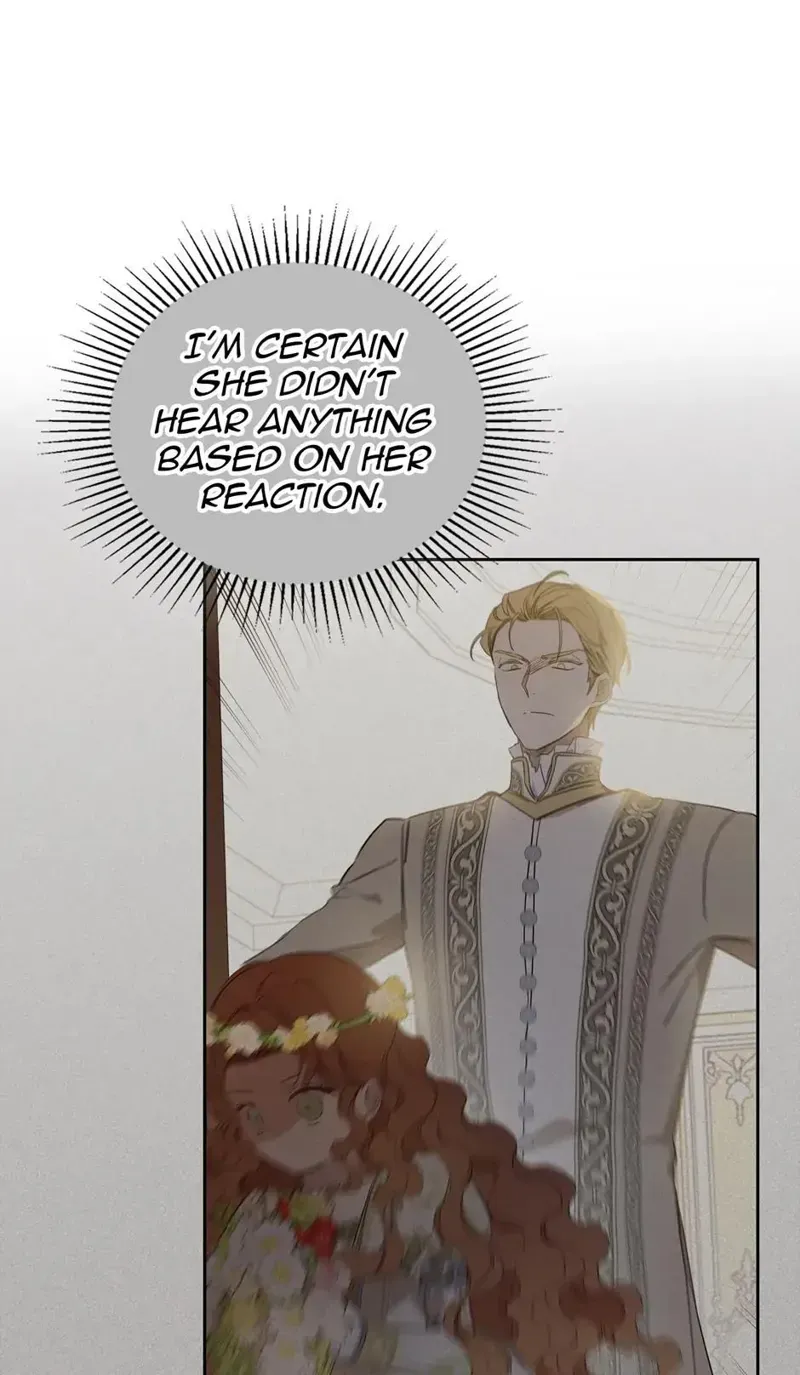 I'M CERTAIN
SHE DIDN'T
HEAR ANYTHING
BASED ON HER
REACTION.